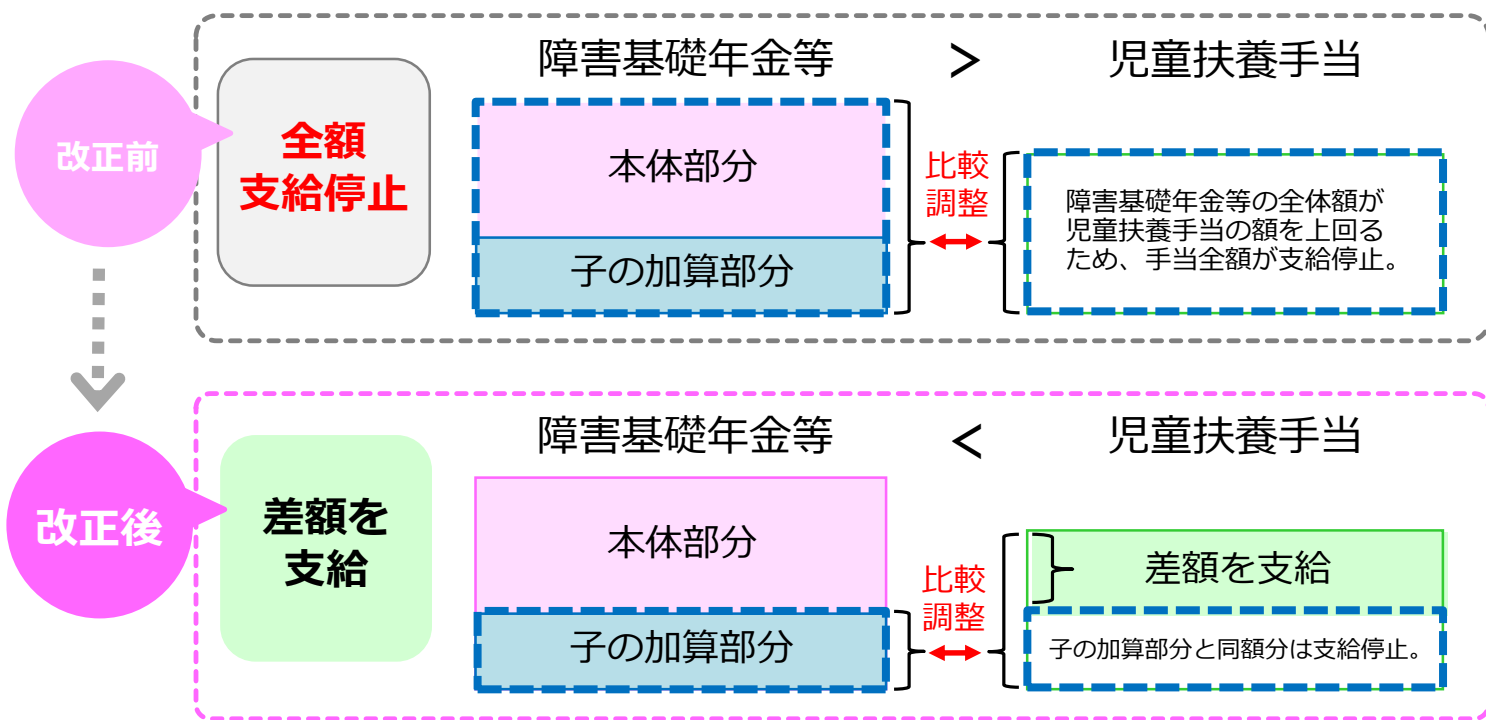 障害基礎年金等 > 児童扶養手当
改正前
全額
支給停止
本体部分
子の加算部分
比較
調整
障害基礎年金等の全体額が
児童扶養手当の額を上回る
ため、手当全額が支給停止。
障害基礎年金等 < 児童扶養手当
改正後
差額を
支給
本体部分
子の加算部分
比較
調整
差額を支給
子の加算部分と同額分は支給停止。